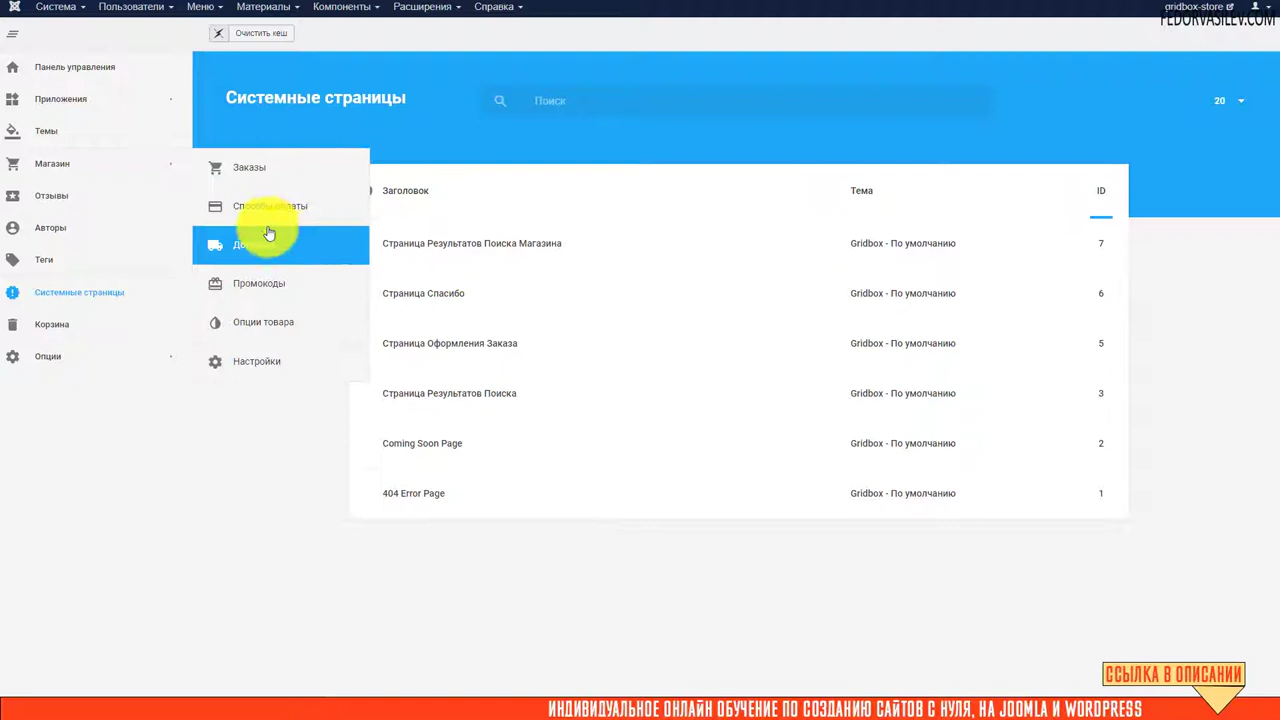 Система Пользователи Меню Материалы Компоненты Расширения Справка gridbox-store
FEDORVASILEV.COM
Очистить кеш
Панель управления
Приложения
Темы
Магазин
Отзывы
Авторы
Теги
Системные страницы
Корзина
Опции
Системные страницы Поиск 20
Заказы
Способы оплаты
Промокоды
Опции товара
Настройки
Заголовок Тема ID
Страница Результатов Поиска Магазина Gridbox - По умолчанию 7
Страница Спасибо Gridbox - По умолчанию 6
Страница Оформления Заказа Gridbox - По умолчанию 5
Страница Результатов Поиска Gridbox - По умолчанию 3
Coming Soon Page Gridbox - По умолчанию 2
404 Error Page Gridbox - По умолчанию 1
ССЫЛКА В ОПИСАНИИ
ИНДИВИДУАЛЬНОЕ ОНЛАЙН ОБУЧЕНИЕ ПО СОЗДАНИЮ САЙТОВ С НУЛЯ, НА JOOMLA И WORDPRESS